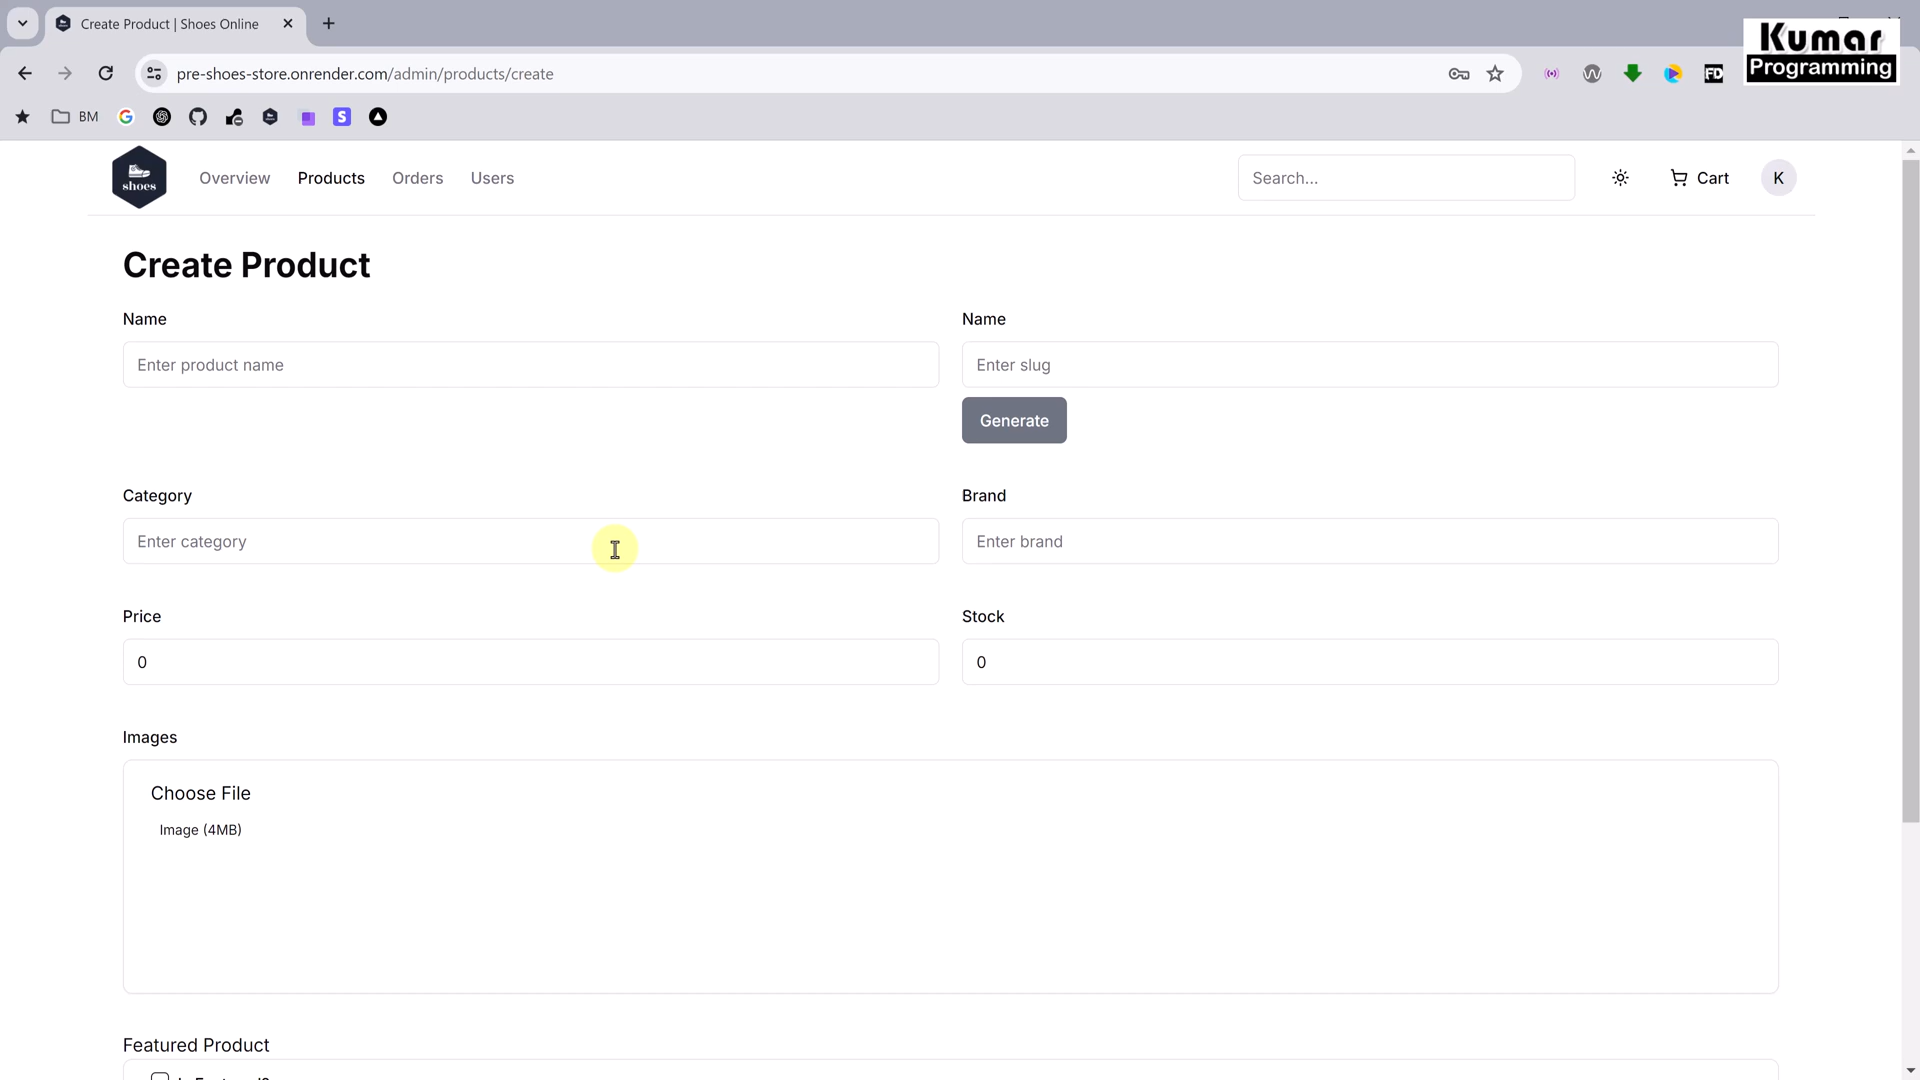 Create Product | Shoes Online
Kumar
Programming
pre-shoes-store.onrender.com/admin/products/create
FD
BM
S
shoes
Overview Products Orders Users
Search...
Cart
K
Create Product
Name
Name
Enter product name
Enter slug
Generate
Category
Brand
Enter category
Enter brand
Price
Stock
0
0
Images
Choose File
Image (4MB)
Featured Product